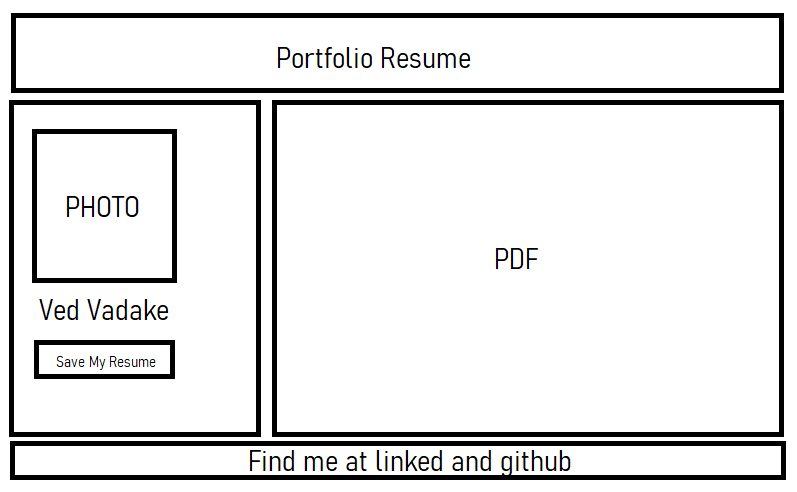 Portfolio Resume
PHOTO
Ved Vadake
Save My Resume
PDF
Find me at linked and github